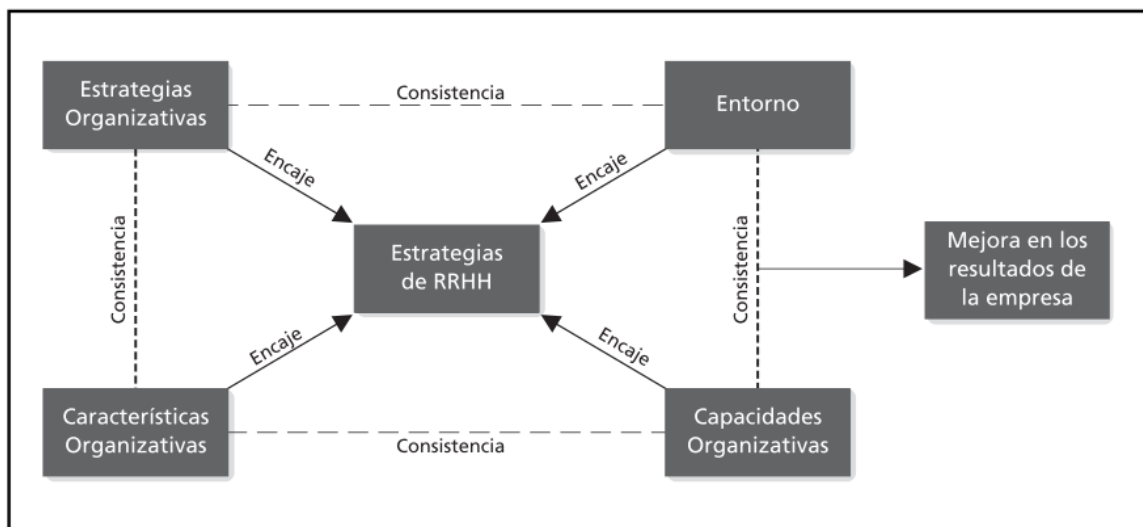 Estrategias
Organizativas
Consistencia
Entorno
Encaje
Encaje
Consistencia
Estrategias
de RRHH
Consistencia
Mejora en los
resultados de
la empresa
Encaje
Encaje
Característícas
Organizativas
Consistencia
Capacidades
Organizativas